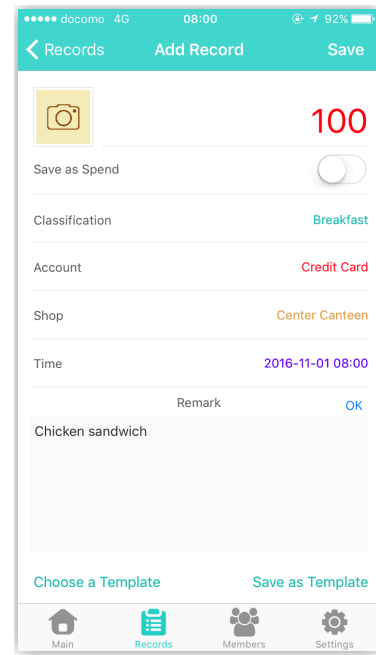 docomo 4G 08:00 92%
Records Add Record Save
100
Save as Spend
Classification Breakfast
Account Credit Card
Shop Center Canteen
Time 2016-11-01 08:00
Remark OK
Chicken sandwich
Choose a Template Save as Template
Main Records Members Settings